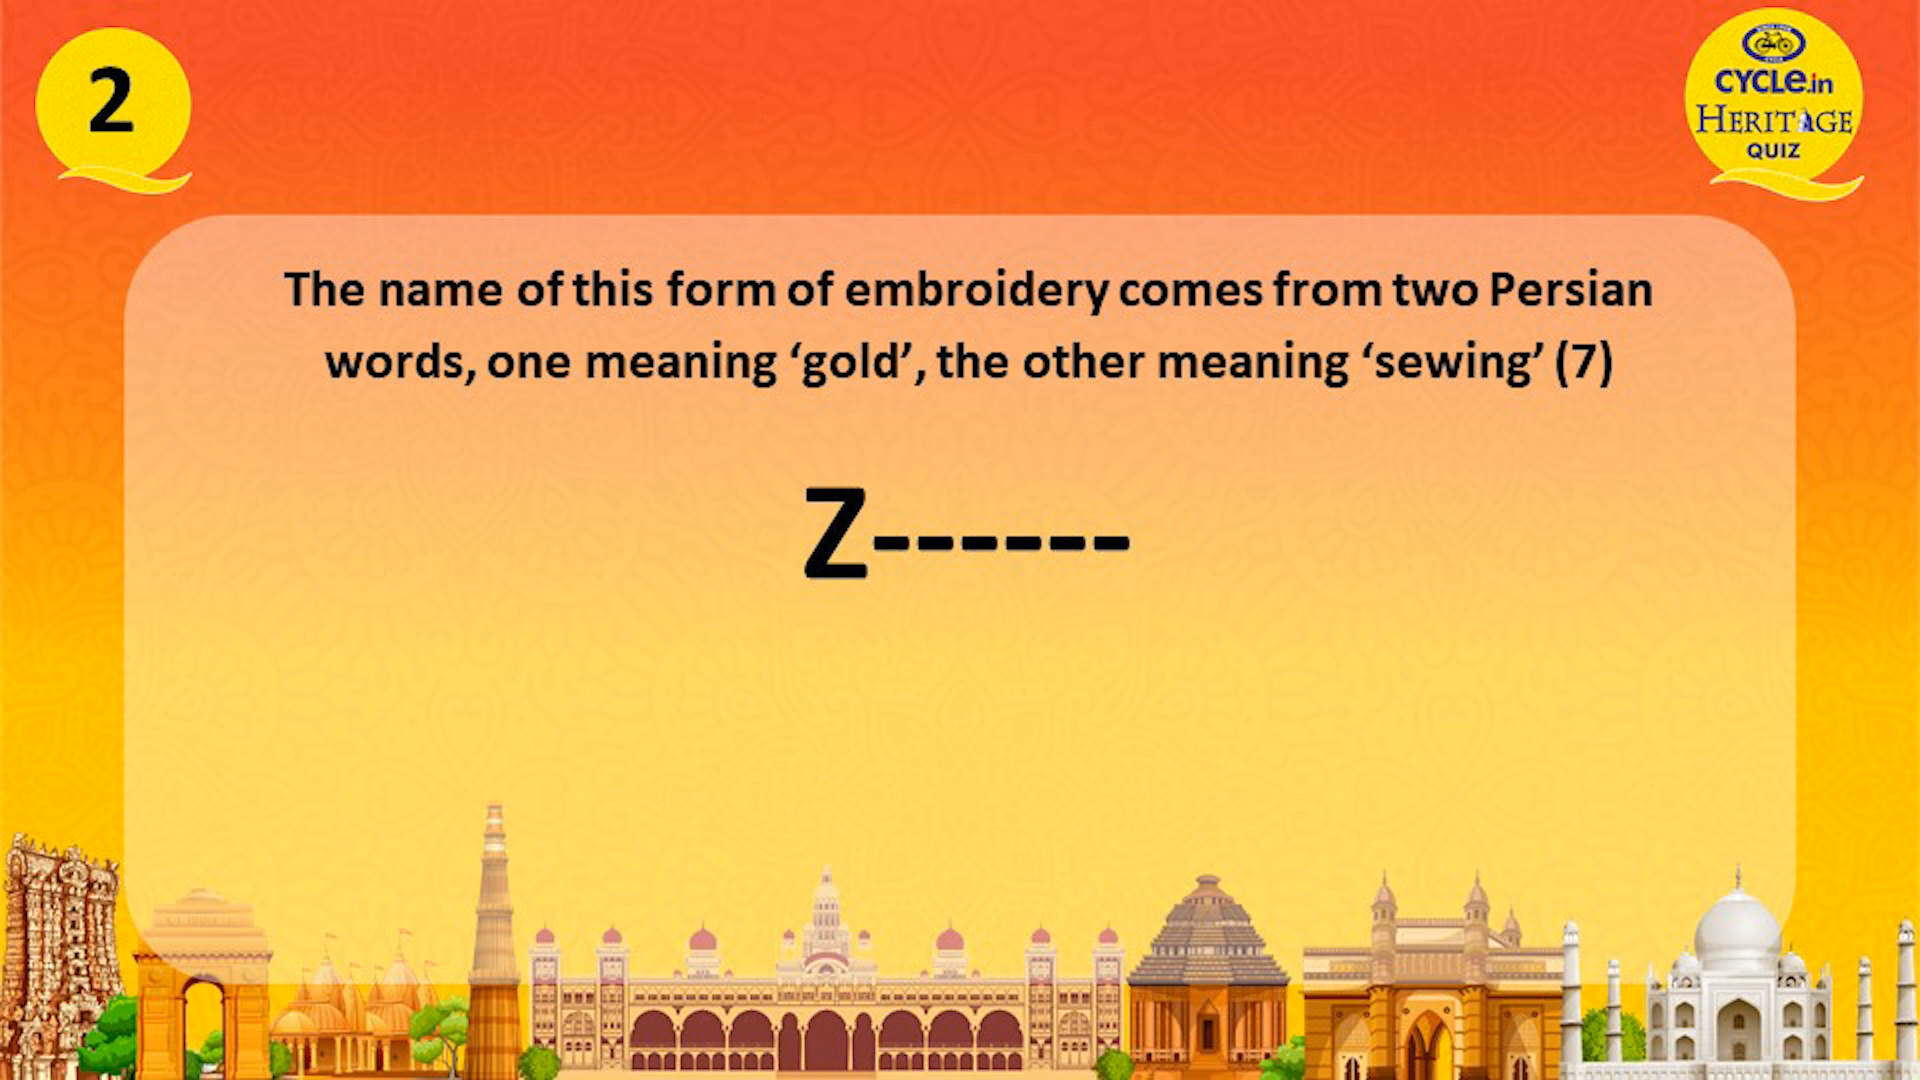 2
CYCLe.in
HERITAGE
QUIZ
The name of this form of embroidery comes from two Persian
words, one meaning ‘gold’, the other meaning ‘sewing’ (7)
Z------